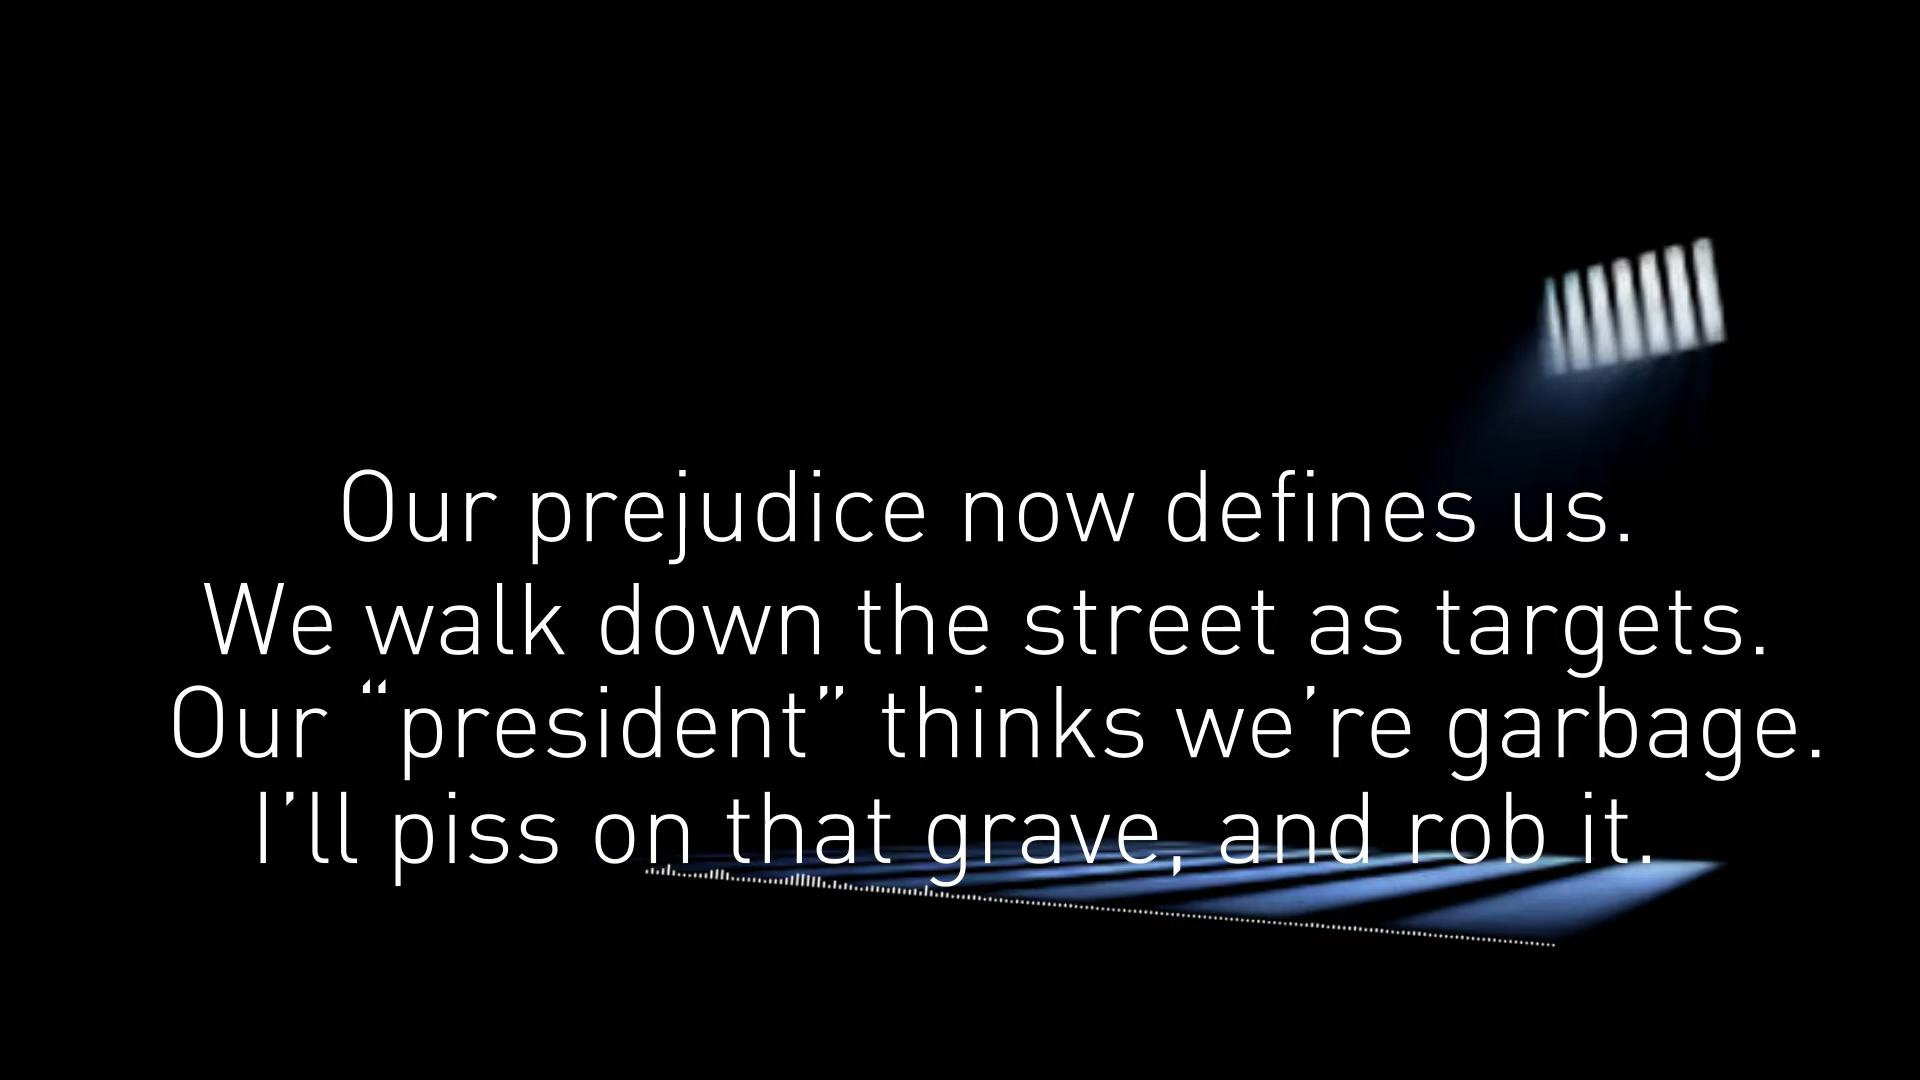 Our prejudice now defines us.
We walk down the street as targets.
Our “president” thinks we’re garbage.
I’ll piss on that grave, and rob it.